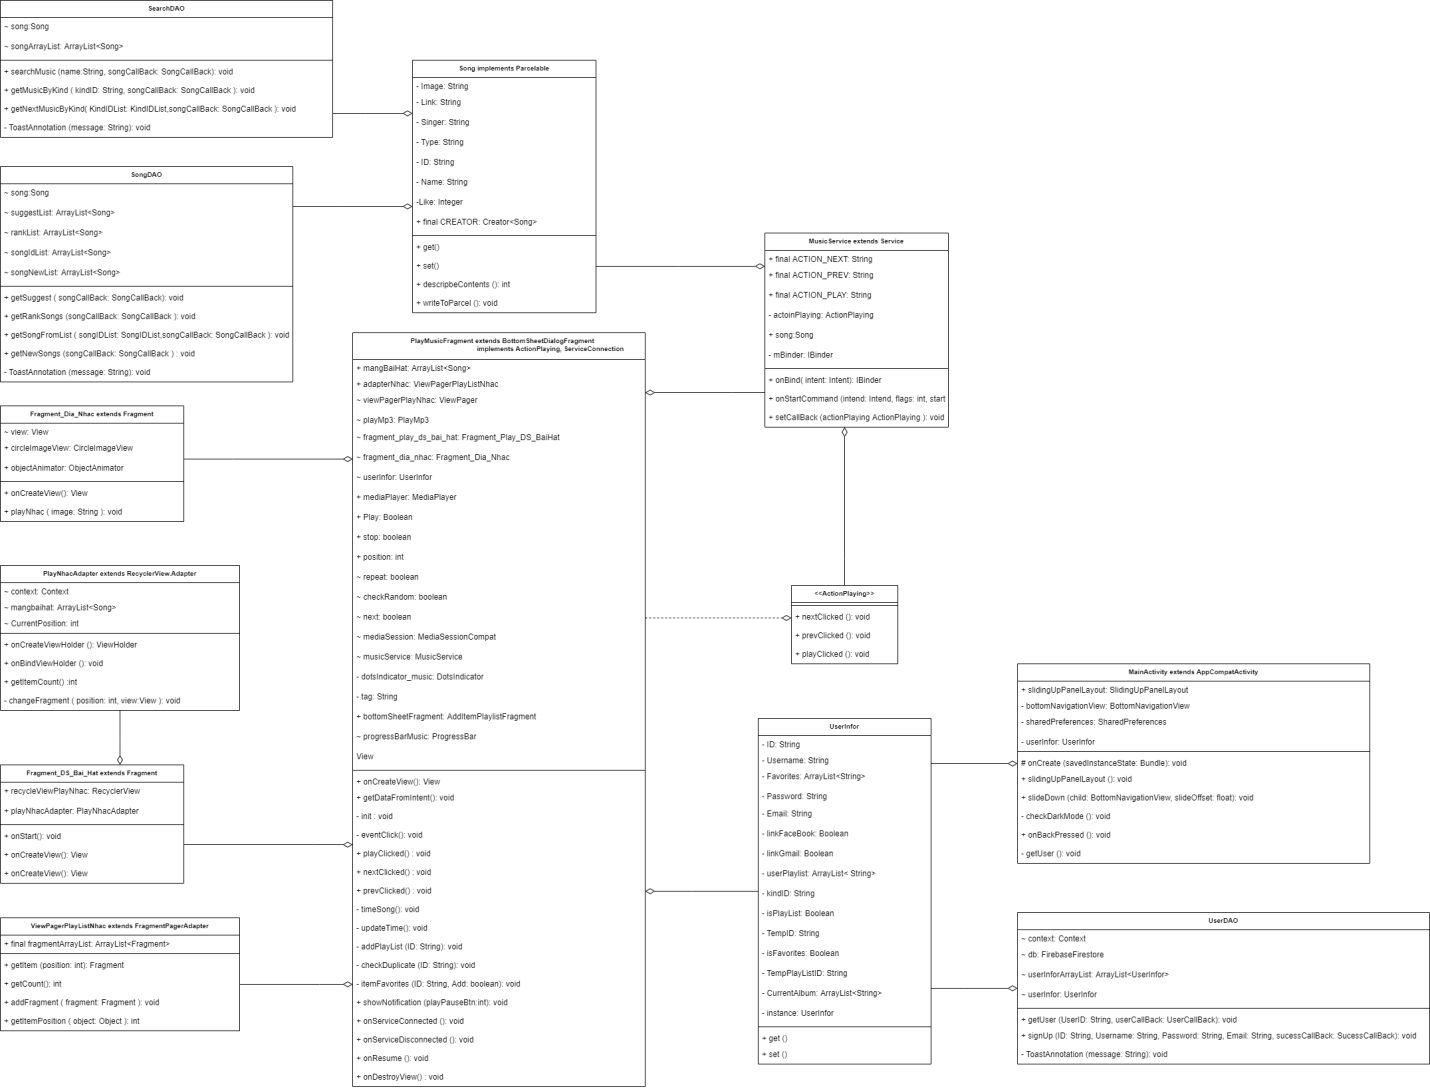 SearchDAO
~ song:Song
~ songArrayList: ArrayList<Song>
+ searchMusic (name:String, songCallBack: SongCallBack): void
+ getMusicByKind ( kindID: String, songCallBack: SongCallBack ): void
+ getNextMusicByKind( KindIDList: KindIDList,songCallBack: SongCallBack ): void
- ToastAnnotation (message: String): void
Song implements Parcelable
- Image: String
- Link: String
- Singer: String
- Type: String
- ID: String
- Name: String
-Like: Integer
+ final CREATOR: Creator<Song>
+ get()
+ set()
+ descripbeContents (): int
+ writeToParcel (): void
SongDAO
~ song:Song
~ suggestList: ArrayList<Song>
~ rankList: ArrayList<Song>
~ songIdList: ArrayList<Song>
~ songNewList: ArrayList<Song>
+ getSuggest ( songCallBack: SongCallBack): void
+ getRankSongs (songCallBack: SongCallBack ): void
+ getSongFromList ( songIDList: SongIDList,songCallBack: SongCallBack ): void
+ getNewSongs (songCallBack: SongCallBack ) : void
- ToastAnnotation (message: String): void
MusicService extends Service
+ final ACTION_NEXT: String
+ final ACTION_PREV: String
+ final ACTION_PLAY: String
- actoinPlaying: ActionPlaying
+ song:Song
- mBinder: IBinder
+ onBind( intent: Intent): IBinder
+ onStartCommand (intend: Intend, flags: int, start
+ setCallBack (actionPlaying ActionPlaying ): void
PlayMusicFragment extends BottomSheetDialogFragment
implements ActionPlaying, ServiceConnection
+ mangBaiHat: ArrayList<Song>
+ adapterNhac: ViewPagerPlayListNhac
~ viewPagerPlayNhac: ViewPager
~ playMp3: PlayMp3
~ fragment_play_ds_bai_hat: Fragment_Play_DS_BaiHat
~ fragment_dia_nhac: Fragment_Dia_Nhac
~ userInfor: UserInfor
+ mediaPlayer: MediaPlayer
+ Play: Boolean
+ stop: boolean
+ position: int
~ repeat: boolean
~ checkRandom: boolean
~ next: boolean
~ mediaSession: MediaSessionCompat
~ musicService: MusicService
- dotsIndicator_music: DotsIndicator
- tag: String
+ bottomSheetFragment: AddItemPlaylistFragment
~ progressBarMusic: ProgressBar
View
+ onCreateView(): View
+ getDataFromIntent(): void
- init : void
- eventClick(): void
+ playClicked() : void
+ nextClicked() : void
+ prevClicked() : void
- timeSong(): void
- updateTime(): void
- addPlayList (ID: String): void
- checkDuplicate (ID: String): void
- itemFavorites (ID: String, Add: boolean): void
+ showNotification (playPauseBtn:int): void
+ onServiceConnected (): void
+ onServiceDisconnected (): void
+ onResume (): void
+ onDestroyView() : void
Fragment_Dia_Nhac extends Fragment
~ view: View
+ circleImageView: CircleImageView
+ objectAnimator: ObjectAnimator
+ onCreateView(): View
+ playNhac ( image: String ): void
PlayNhacAdapter extends RecyclerView.Adapter
~ context: Context
~ mangbaihat: ArrayList<Song>
~ CurrentPosition: int
+ onCreateViewHolder (): ViewHolder
+ onBindViewHolder (): void
+ getItemCount() :int
- changeFragment ( position: int, view:View ): void
Fragment_DS_Bai_Hat extends Fragment
+ recycleViewPlayNhac: RecyclerView
+ playNhacAdapter: PlayNhacAdapter
+ onStart(): void
+ onCreateView(): View
+ onCreateView(): View
ViewPagerPlayListNhac extends FragmentPagerAdapter
+ final fragmentArrayList: ArrayList<Fragment>
+ getItem (position: int): Fragment
+ getCount(): int
+ addFragment ( fragment: Fragment ): void
+ getItemPosition ( object: Object ): int
<<ActionPlaying>>
+ nextClicked (): void
+ prevClicked (): void
+ playClicked (): void
UserInfor
- ID: String
- Username: String
- Favorites: ArrayList<String>
- Password: String
- Email: String
- linkFaceBook: Boolean
- linkGmail: Boolean
- userPlaylist: ArrayList< String>
- kindID: String
- isPlayList: Boolean
- TempID: String
- isFavorites: Boolean
- TempPlayListID: String
- CurrentAlbum: ArrayList<String>
- instance: UserInfor
+ get ()
+ set ()
MainActivity extends AppCompatActivity
+ slidingUpPanelLayout: SlidingUpPanelLayout
- bottomNavigationView: BottomNavigationView
- sharedPreferences: SharedPreferences
- userInfor: UserInfor
# onCreate (savedInstanceState: Bundle): void
+ slidingUpPanelLayout (): void
+ slideDown (child: BottomNavigationView, slideOffset: float): void
- checkDarkMode (): void
+ onBackPressed (): void
- getUser (): void
UserDAO
~ context: Context
~ db: FirebaseFirestore
~ userInforArrayList: ArrayList<UserInfor>
~ userInfor: UserInfor
+ getUser (UserID: String, userCallBack: UserCallBack): void
+ signUp (ID: String, Username: String, Password: String, Email: String, sucessCallBack: SucessCallBack): void
- ToastAnnotation (message: String): void